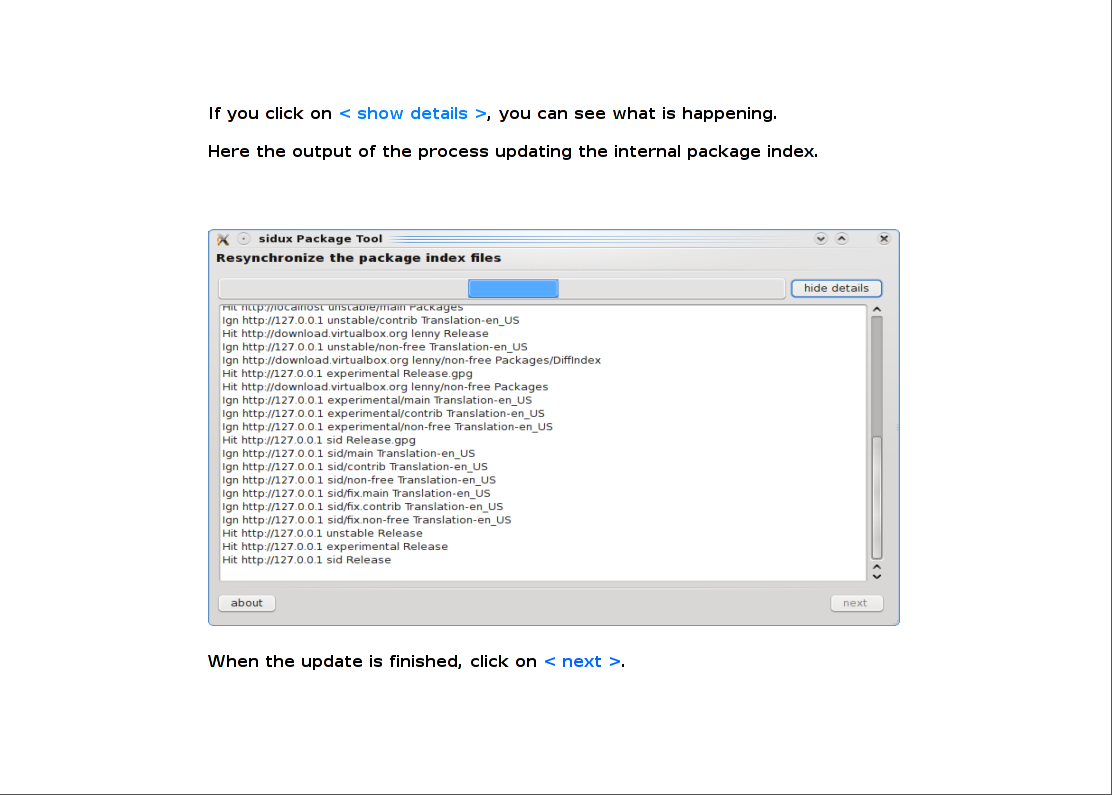 If you click on < show details >, you can see what is happening.
Here the output of the process updating the internal package index.
sidux Package Tool
Resynchronize the package index files
hide details
Hit http://localhost unstable/main Packages
Ign http://127.0.0.1 unstable/contrib Translation-en_US
Hit http://download.virtualbox.org lenny Release
Ign http://127.0.0.1 unstable/non-free Translation-en_US
Ign http://download.virtualbox.org lenny/non-free Packages/DiffIndex
Hit http://127.0.0.1 experimental Release.gpg
Hit http://download.virtualbox.org lenny/non-free Packages
Ign http://127.0.0.1 experimental/main Translation-en_US
Ign http://127.0.0.1 experimental/contrib Translation-en_US
Ign http://127.0.0.1 experimental/non-free Translation-en_US
Hit http://127.0.0.1 sid Release.gpg
Ign http://127.0.0.1 sid/main Translation-en_US
Ign http://127.0.0.1 sid/contrib Translation-en_US
Ign http://127.0.0.1 sid/non-free Translation-en_US
Ign http://127.0.0.1 sid/fix.main Translation-en_US
Ign http://127.0.0.1 sid/fix.contrib Translation-en_US
Ign http://127.0.0.1 sid/fix.non-free Translation-en_US
Hit http://127.0.0.1 unstable Release
Hit http://127.0.0.1 experimental Release
Hit http://127.0.0.1 sid Release
about
next
When the update is finished, click on < next >.